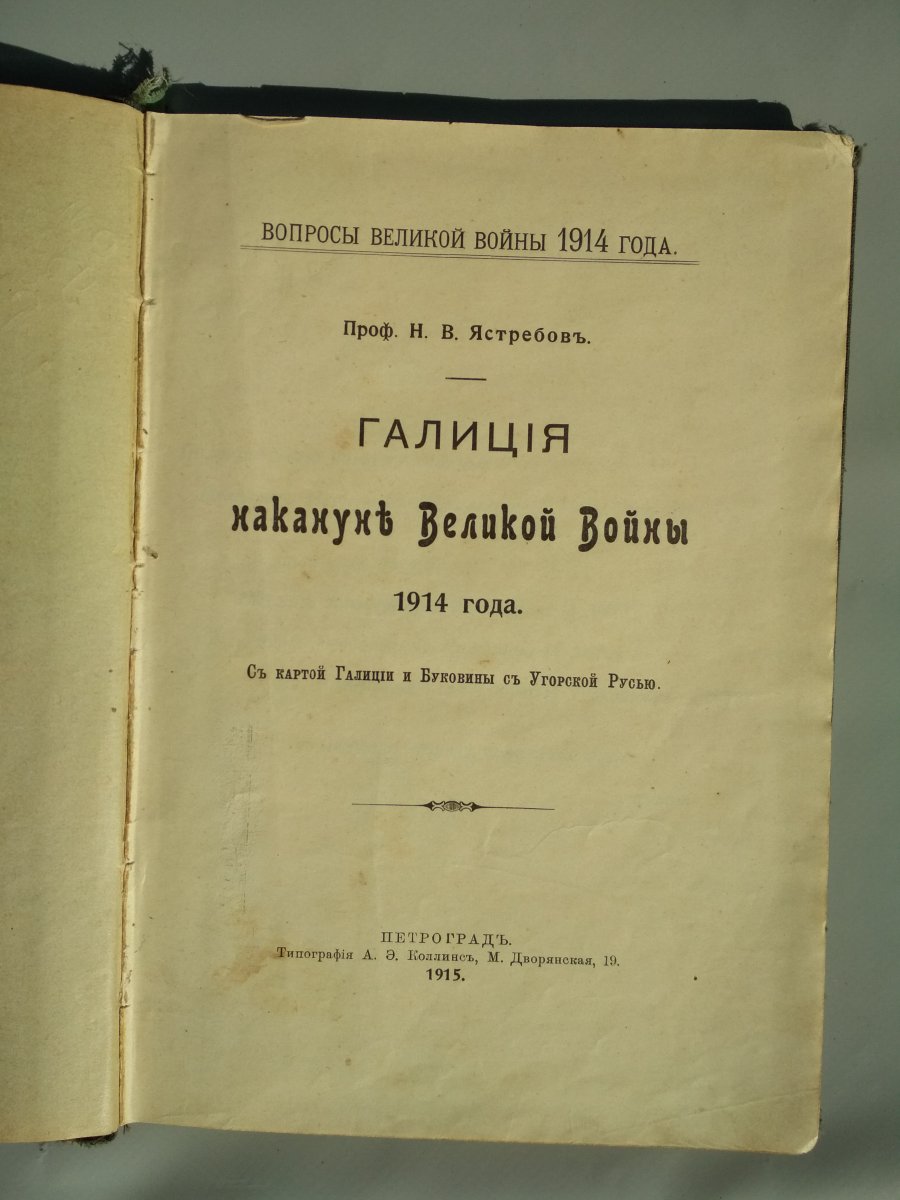 ВОПРОСЫ ВЕЛИКОЙ ВОЙНЫ 1914 ГОДА.
Проф. Н. В. Ястребовъ.
ГАЛИЦІЯ
наканунѣ Великой Войны
1914 года.
Съ картой Галиціи и Буковины съ Угорской Русью.
ПЕТРОГРАДЪ.
Типографія А. Э. Коллинсъ, М. Дворянская, 19.
1915.